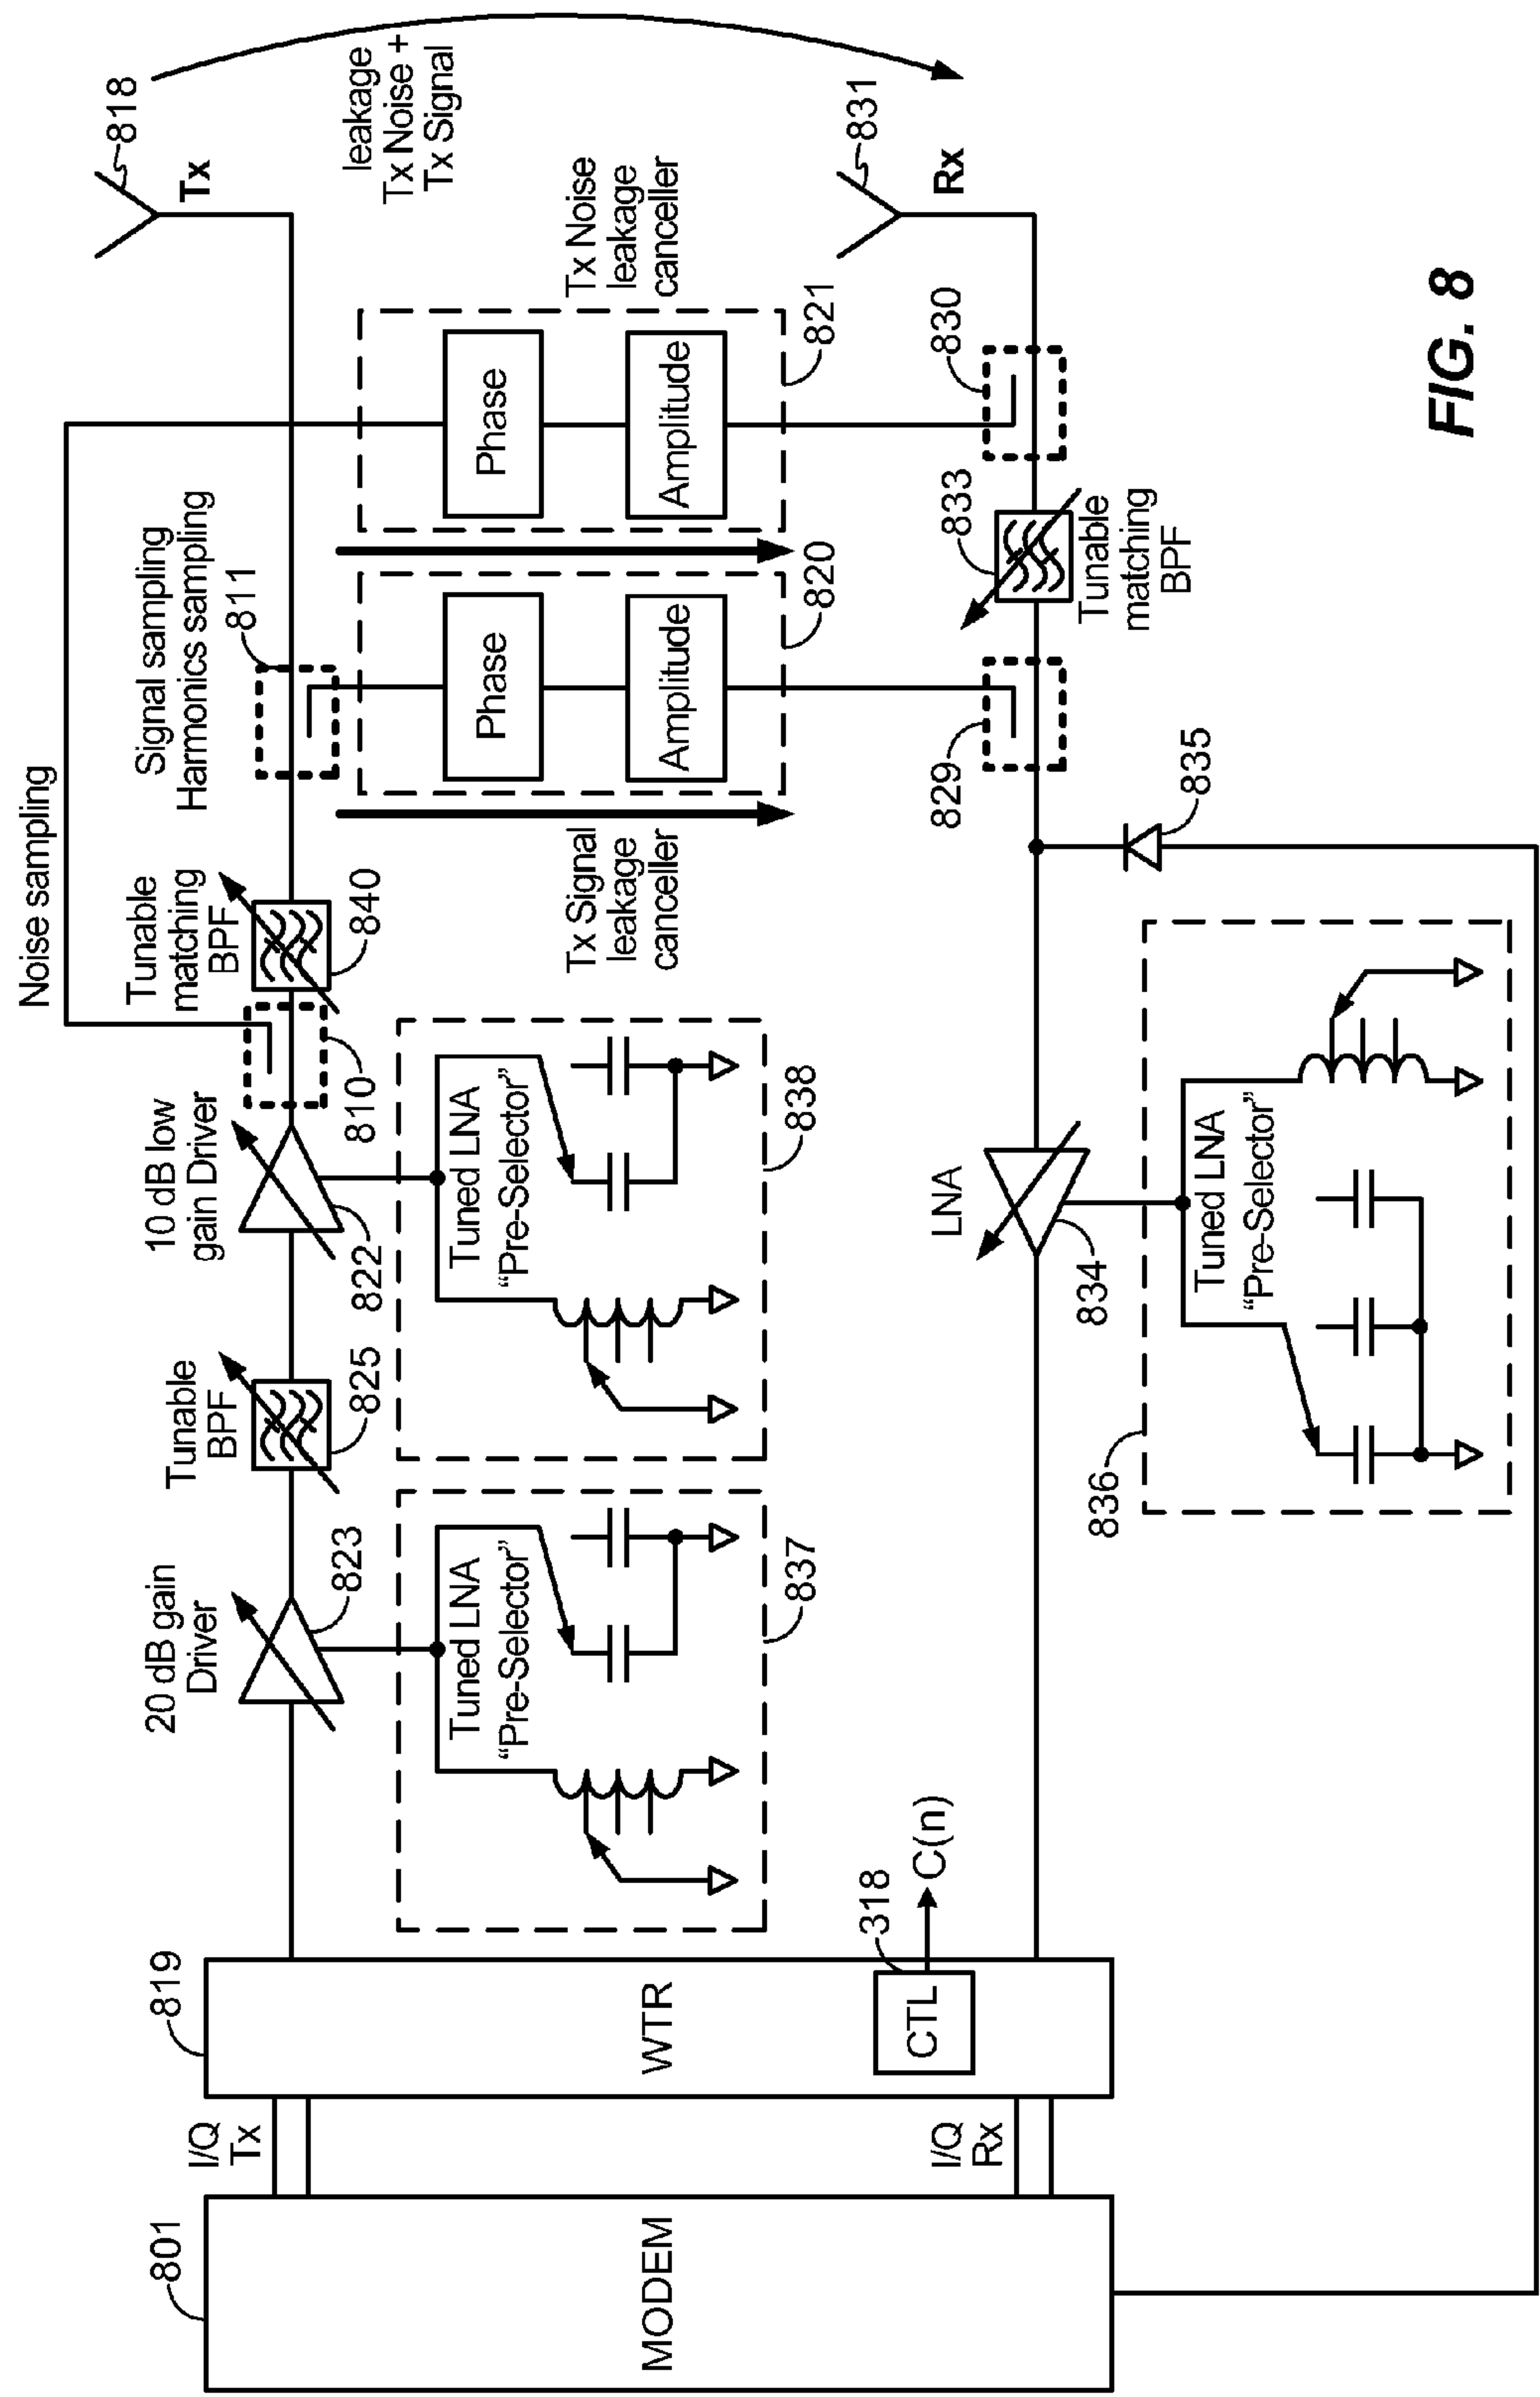 801
MODEM
I/Q
Tx
I/Q
Rx
819
WTR
318
CTL
C(n)
20 dB gain
Driver
823
Tuned LNA
“Pre-Selector”
837
Tunable
BPF
825
10 dB low
gain Driver
822
810
Tuned LNA
“Pre-Selector”
838
Noise sampling
Tunable
matching
BPF
840
Signal sampling
Harmonics sampling
811
Tx Signal
leakage
canceller
Phase
Amplitude
820
Phase
Amplitude
821
Tx Noise
leakage
canceller
818
Tx
leakage
Tx Noise +
Tx Signal
831
Rx
830
833
Tunable
matching
BPF
829
835
LNA
834
836
Tuned LNA
“Pre-Selector”
FIG. 8